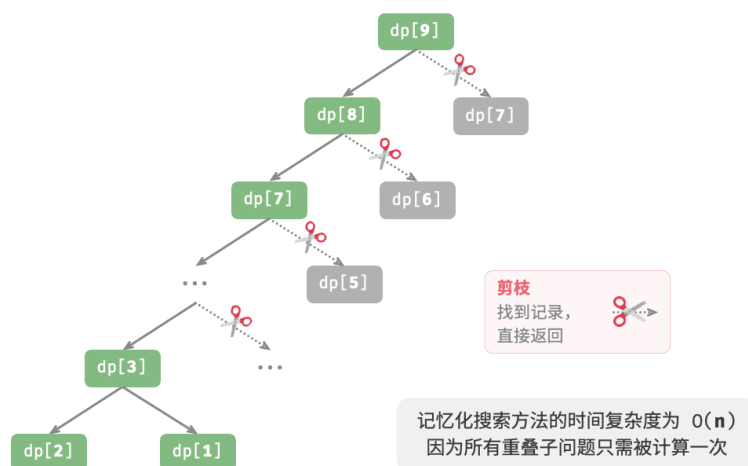 dp[9]
dp[8]
dp[7]
dp[7]
dp[6]
...
dp[5]
剪枝
找到记录，
直接返回
dp[3]
...
dp[2]
dp[1]
记忆化搜索方法的时间复杂度为 O(n)
因为所有重叠子问题只需被计算一次